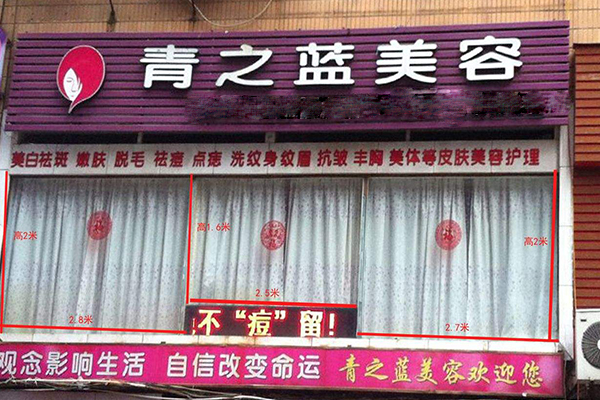 青之蓝美容
美白祛斑 嫩肤 脱毛 祛痘 点痣 洗纹身纹眉 抗皱 丰胸 美体等皮肤美容护理
高2米
高1.6米
高2米
2.5米
2.8米
2.7米
不“痘”留！
观念影响生活 自信改变命运 青之蓝美容欢迎您